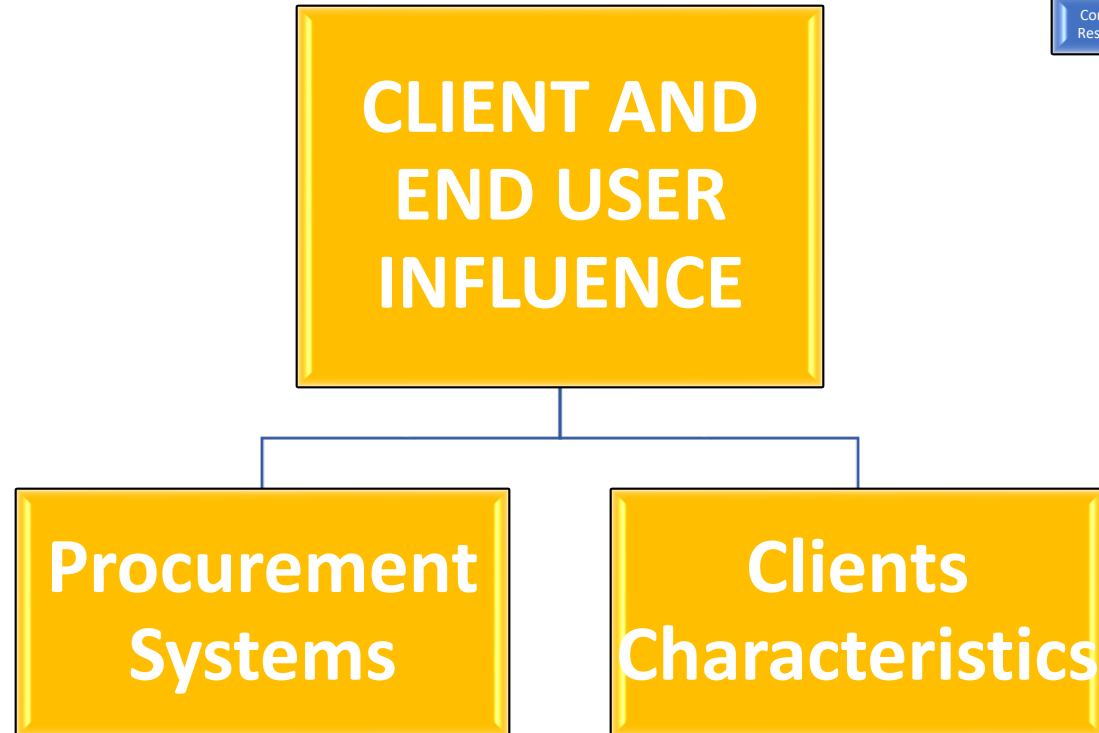 CLIENT AND
END USER
INFLUENCE
Procurement
Systems
Clients
Characteristics